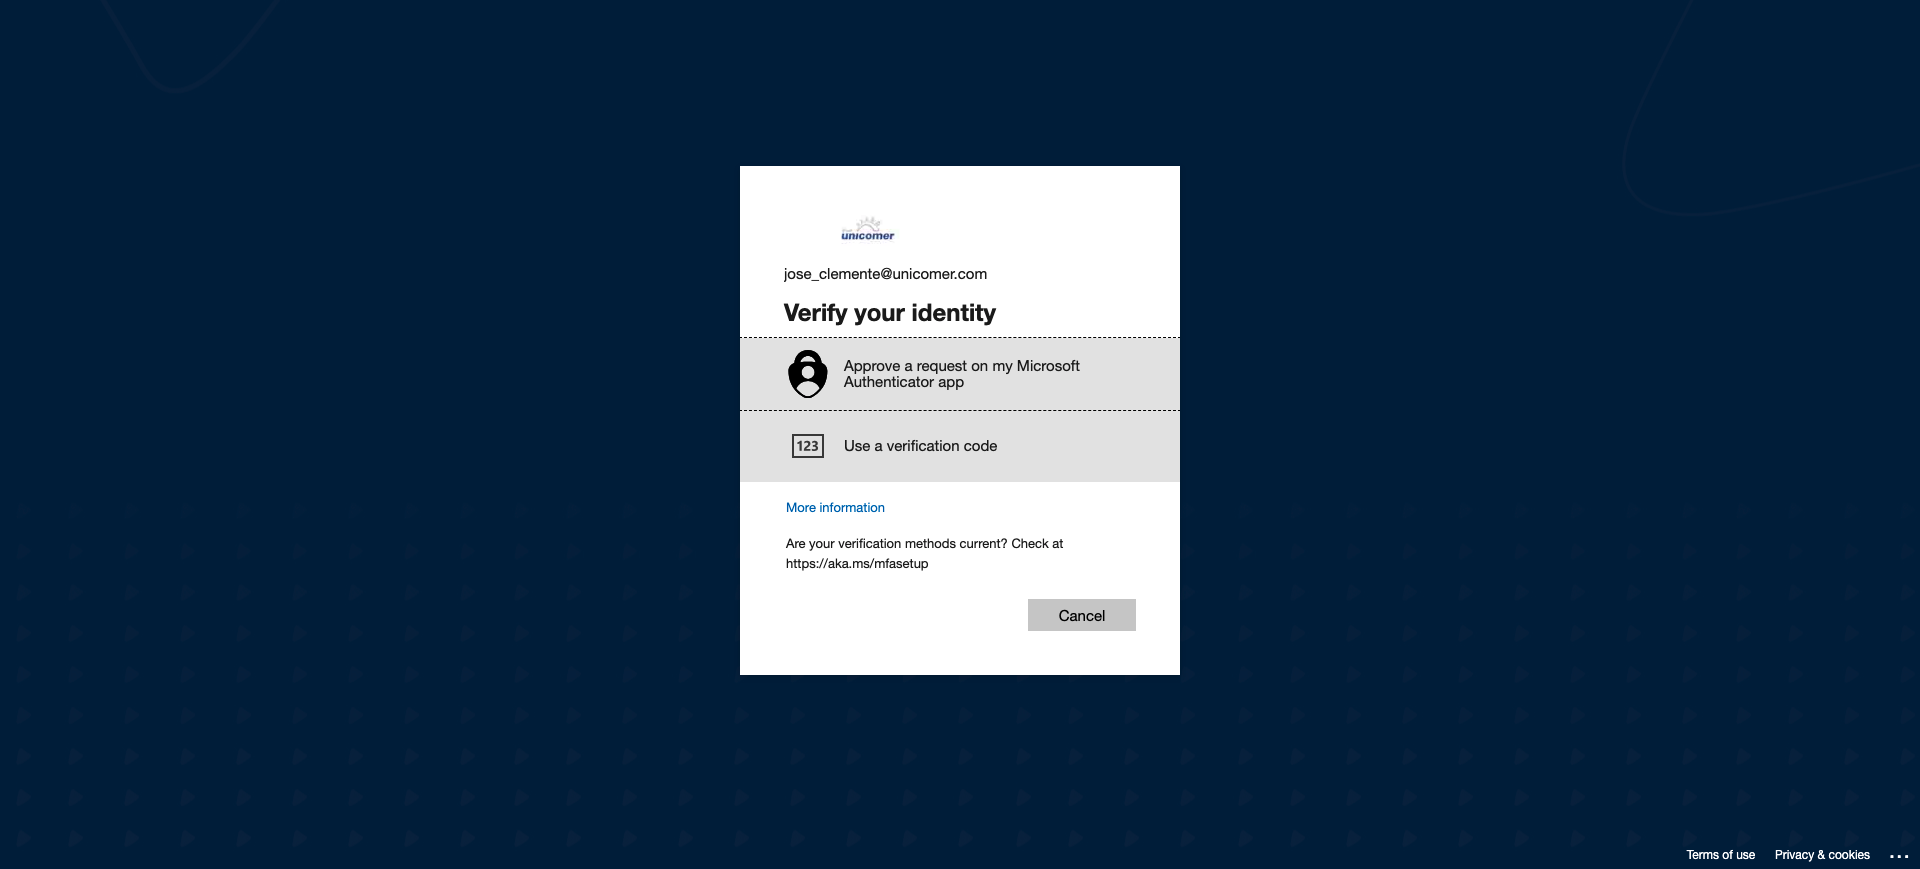 unicomer
jose_clemente@unicomer.com
Verify your identity
Approve a request on my Microsoft
Authenticator app
123
Use a verification code
More information
Are your verification methods current? Check at
https://aka.ms/mfasetup
Cancel
Terms of use
Privacy & cookies
...